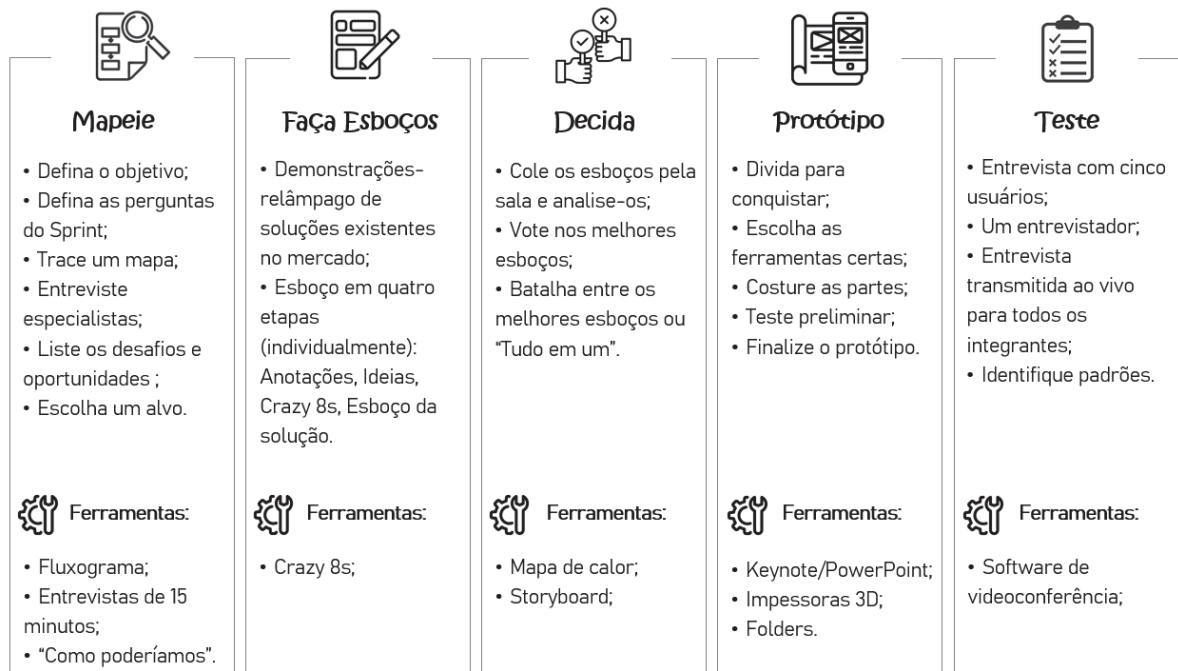 Mapeie
• Defina o objetivo;
• Defina as perguntas
do Sprint;
• Trace um mapa;
• Entreviste
especialistas;
• Liste os desafios e
oportunidades ;
• Escolha um alvo.
Ferramentas:
• Fluxograma;
• Entrevistas de 15
minutos;
• “Como poderíamos”.
Faça Esboços
• Demonstrações-
relâmpago de
soluções existentes
no mercado;
• Esboço em quatro
etapas
(individualmente):
Anotações, Ideias,
Crazy 8s, Esboço da
solução.
Ferramentas:
• Crazy 8s;
Decida
• Cole os esboços pela
sala e analise-os;
• Vote nos melhores
esboços;
• Batalha entre os
melhores esboços ou
“Tudo em um”.
Ferramentas:
• Mapa de calor;
• Storyboard;
Protótipo
• Divida para
conquistar;
• Escolha as
ferramentas certas;
• Costure as partes;
• Teste preliminar;
• Finalize o protótipo.
Ferramentas:
• Keynote/PowerPoint;
• Impessoras 3D;
• Folders.
Teste
• Entrevista com cinco
usuários;
• Um entrevistador;
• Entrevista
transmitida ao vivo
para todos os
integrantes;
• Identifique padrões.
Ferramentas:
• Software de
videoconferência;